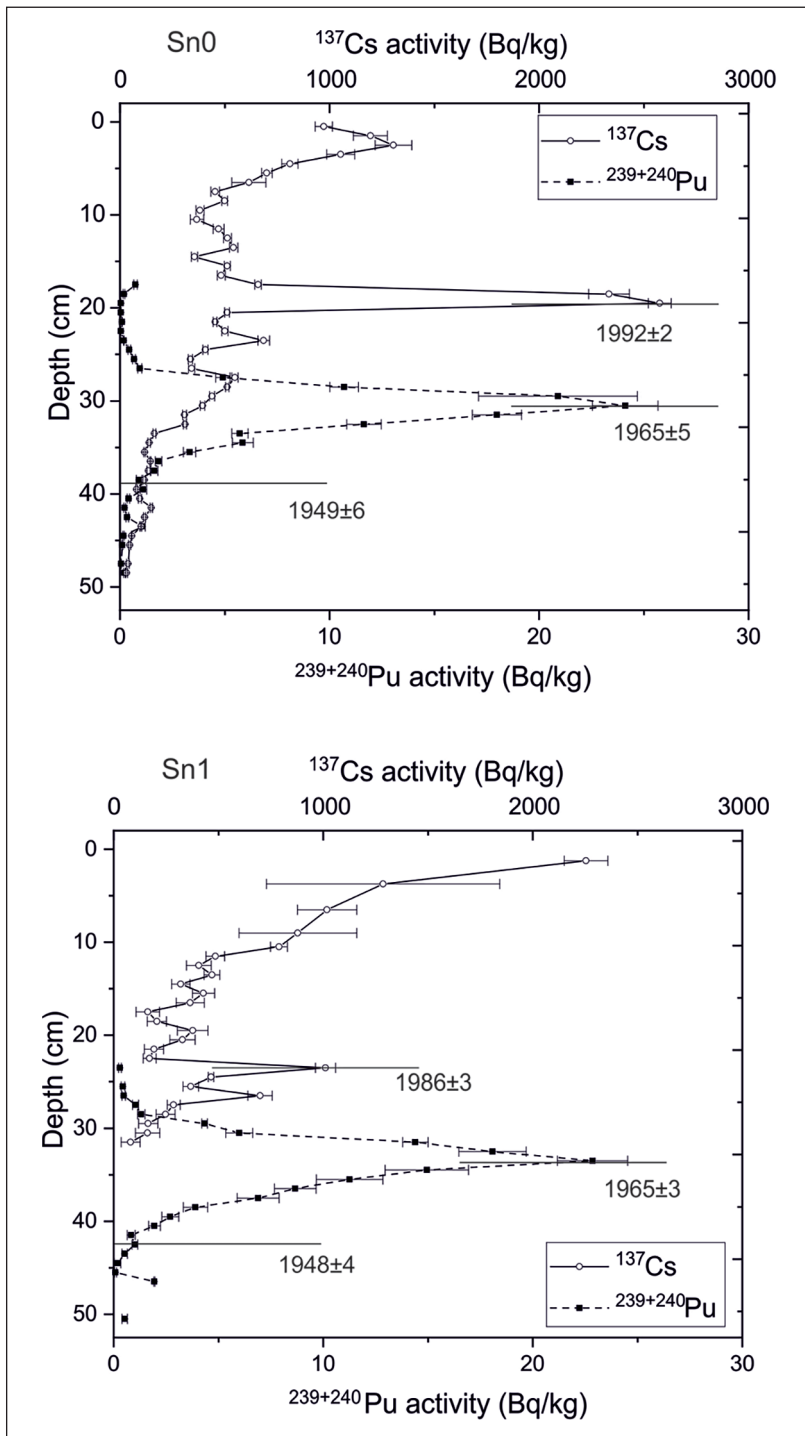 Sn0
¹³⁷Cs activity (Bq/kg)
0 1000 2000 3000
0
10
20
30
40
50
Depth (cm)
¹³⁷Cs
²³⁹⁺²⁴⁰Pu
1992±2
1965±5
1949±6
0 10 20 30
²³⁹⁺²⁴⁰Pu activity (Bq/kg)
Sn1
¹³⁷Cs activity (Bq/kg)
0 1000 2000 3000
0
10
20
30
40
50
Depth (cm)
1986±3
1965±3
1948±4
¹³⁷Cs
²³⁹⁺²⁴⁰Pu
0 10 20 30
²³⁹⁺²⁴⁰Pu activity (Bq/kg)